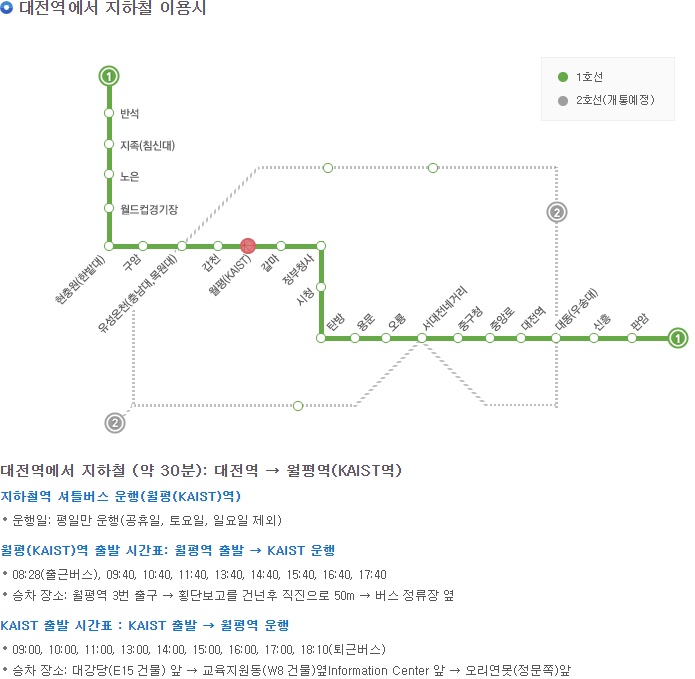 대전역에서 지하철 이용시
1호선
2호선(개통예정)
1
반석
지족(침신대)
노은
월드컵경기장
2
현충원(한밭대)
구암
유성온천(충남대,목원대)
갑천
월평(KAIST)
갈마
정부청사
시청
탄방
용문
오룡
서대전네거리
중구청
중앙로
대전역
대동(우송대)
신흥
판암
1
2
대전역에서 지하철 (약 30분): 대전역 → 월평역(KAIST역)
지하철역 셔틀버스 운행(월평(KAIST)역)
* 운행일: 평일만 운행(공휴일, 토요일, 일요일 제외)
월평(KAIST)역 출발 시간표: 월평역 출발 → KAIST 운행
* 08:28(출근버스), 09:40, 10:40, 11:40, 13:40, 14:40, 15:40, 16:40, 17:40
* 승차 장소: 월평역 3번 출구 → 횡단보고를 건넌후 직진으로 50m → 버스 정류장 옆
KAIST 출발 시간표 : KAIST 출발 → 월평역 운행
* 09:00, 10:00, 11:00, 13:00, 14:00, 15:00, 16:00, 17:00, 18:10(퇴근버스)
* 승차 장소: 대강당(E15 건물) 앞 → 교육지원동(W8 건물)옆Information Center 앞 → 오리연못(정문쪽)앞